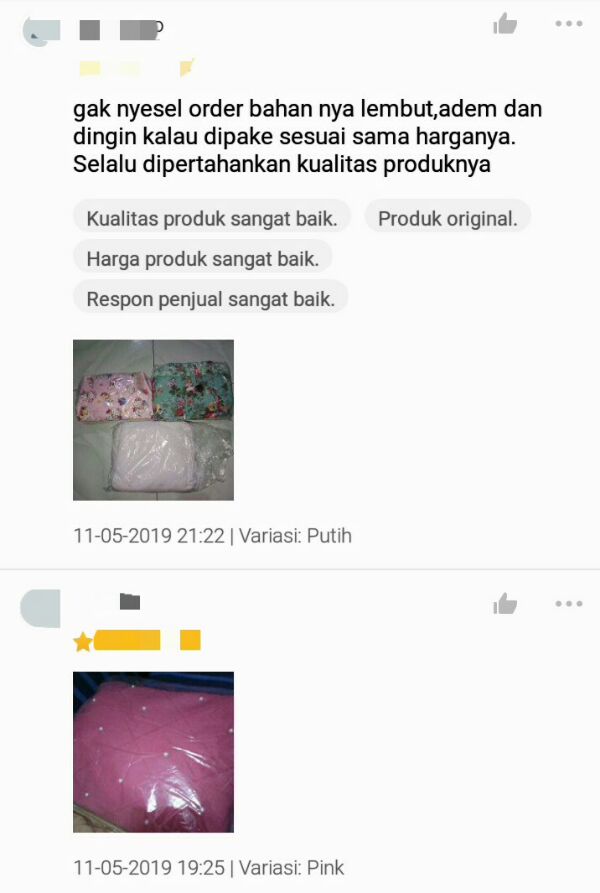 gak nyesel order bahan nya lembut,adem dan
dingin kalau dipake sesuai sama harganya.
Selalu dipertahankan kualitas produknya
Kualitas produk sangat baik.
Produk original.
Harga produk sangat baik.
Respon penjual sangat baik.
11-05-2019 21:22 | Variasi: Putih
11-05-2019 19:25 | Variasi: Pink